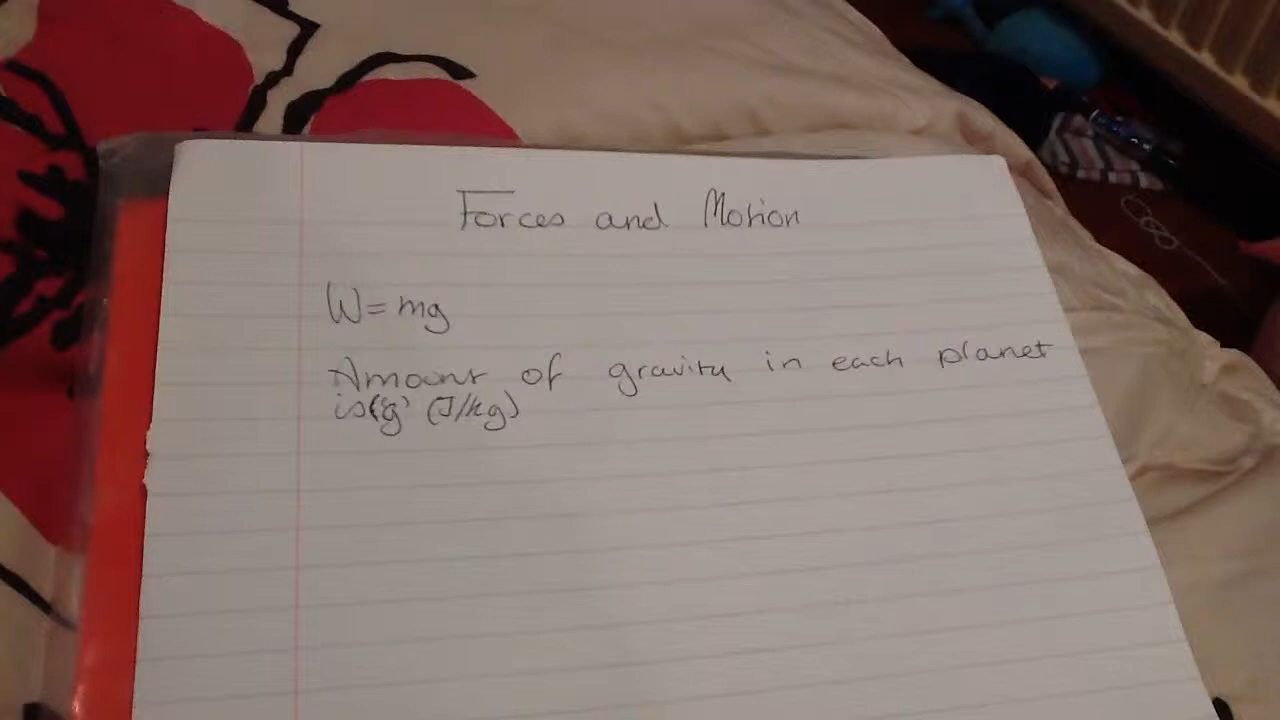 Forces and Motion
W = mg
Amount of gravity in each planet
is 'g' (J/kg)